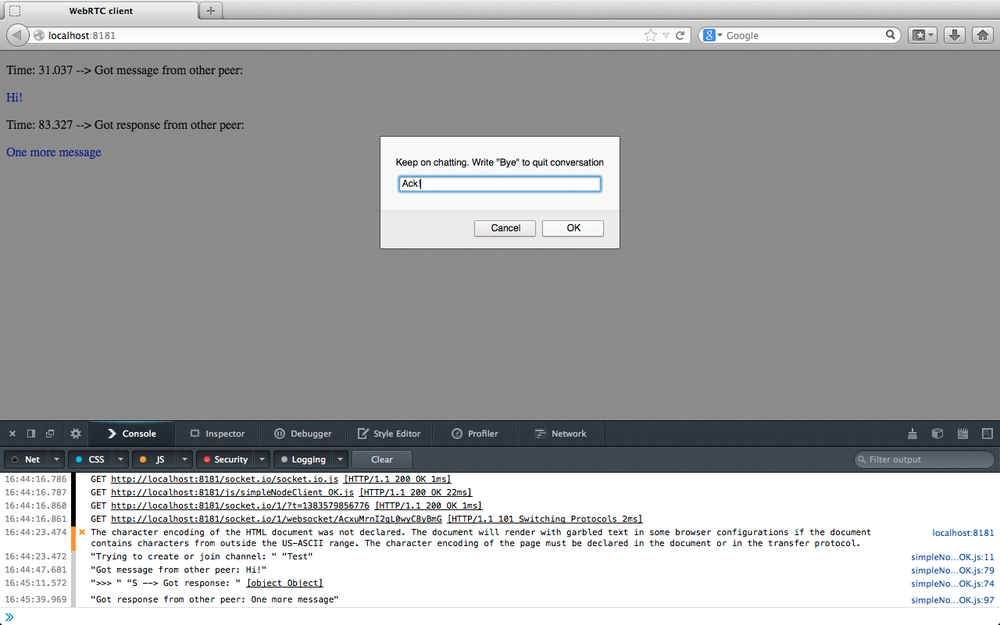 WebRTC client
localhost:8181
Google
Time: 31.037 --> Got message from other peer:
Hi!
Time: 83.327 --> Got response from other peer:
One more message
Keep on chatting. Write "Bye" to quit conversation
Ack!
Cancel OK
Console Inspector Debugger Style Editor Profiler Network
Net CSS JS Security Logging Clear Filter output
16:44:16.786 GET http://localhost:8181/socket.io/socket.io.js [HTTP/1.1 200 OK 1ms]
16:44:16.787 GET http://localhost:8181/js/simpleNodeClient_OK.js [HTTP/1.1 200 OK 22ms]
16:44:16.860 GET http://localhost:8181/socket.io/1/?t=1383579856776 [HTTP/1.1 200 OK 1ms]
16:44:16.861 GET http://localhost:8181/socket.io/1/websocket/AcxuMrnI2qL0wyC8yBmG [HTTP/1.1 101 Switching Protocols 2ms]
16:44:23.474 The character encoding of the HTML document was not declared. The document will render with garbled text in some browser configurations if the document localhost:8181
contains characters from outside the US-ASCII range. The character encoding of the page must be declared in the document or in the transfer protocol.
16:44:23.472 "Trying to create or join channel: " "Test" simpleNo...OK.js:11
16:44:47.681 "Got message from other peer: Hi!" simpleNo...OK.js:79
16:45:11.572 ">>> " "S --> Got response: " [object Object] simpleNo...OK.js:74
16:45:39.969 "Got response from other peer: One more message" simpleNo...OK.js:97